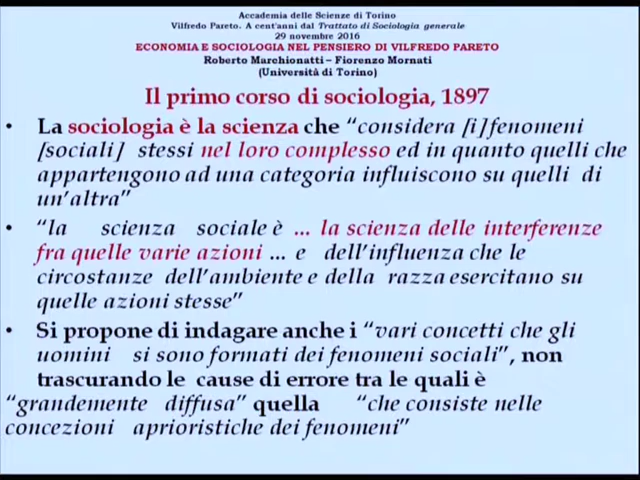 Accademia delle Scienze di Torino
Vilfredo Pareto. A cent'anni dal Trattato di Sociologia generale
29 novembre 2016
ECONOMIA E SOCIOLOGIA NEL PENSIERO DI VILFREDO PARETO
Roberto Marchionatti – Fiorenzo Mornati
(Università di Torino)
Il primo corso di sociologia, 1897
• La sociologia è la scienza che “considera [i]fenomeni
[sociali] stessi nel loro complesso ed in quanto quelli che
appartengono ad una categoria influiscono su quelli di
un'altra”
• “la scienza sociale è ... la scienza delle interferenze
fra quelle varie azioni ... e dell'influenza che le
circostanze dell'ambiente e della razza esercitano su
quelle azioni stesse”
• Si propone di indagare anche i “vari concetti che gli
uomini si sono formati dei fenomeni sociali”, non
trascurando le cause di errore tra le quali è
“grandemente diffusa” quella “che consiste nelle
concezioni aprioristiche dei fenomeni”